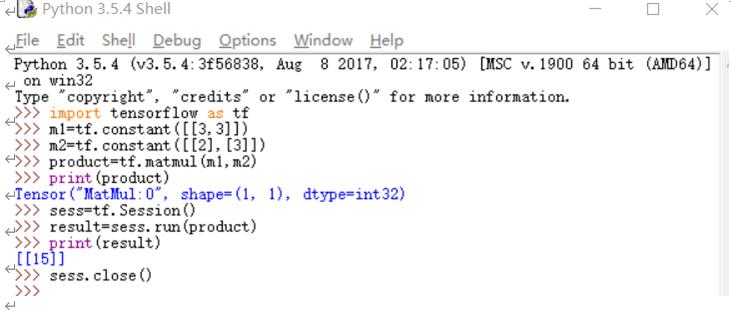 Python 3.5.4 Shell
File Edit Shell Debug Options Window Help
Python 3.5.4 (v3.5.4:3f56838, Aug  8 2017, 02:17:05) [MSC v.1900 64 bit (AMD64)]
 on win32
Type "copyright", "credits" or "license()" for more information.
>>> import tensorflow as tf
>>> m1=tf.constant([[3,3]])
>>> m2=tf.constant([[2],[3]])
>>> product=tf.matmul(m1,m2)
>>> print(product)
Tensor("MatMul:0", shape=(1, 1), dtype=int32)
>>> sess=tf.Session()
>>> result=sess.run(product)
>>> print(result)
[[15]]
>>> sess.close()
>>>